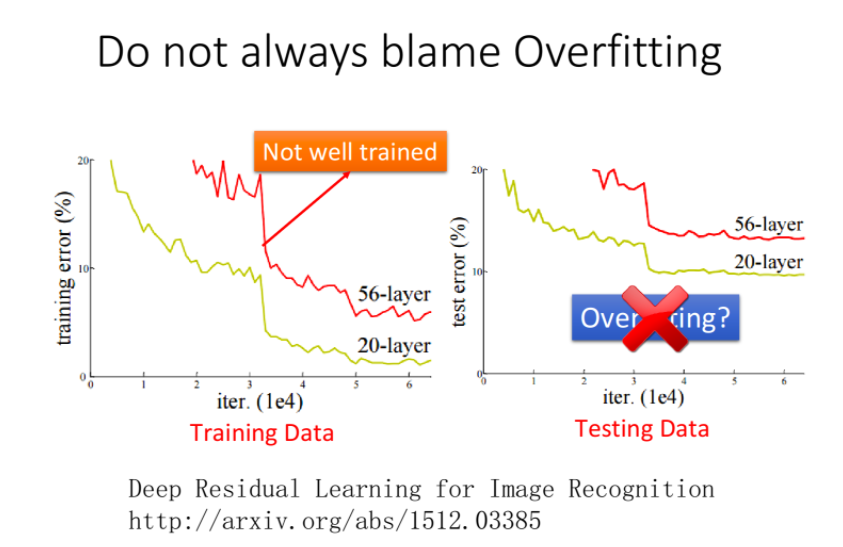 Do not always blame Overfitting
Not well trained
20
10
0
training error (%)
56-layer
20-layer
0 1 2 3 4 5 6
iter. (1e4)
Training Data
20
10
0
test error (%)
56-layer
20-layer
0 1 2 3 4 5 6
iter. (1e4)
Testing Data
Deep Residual Learning for Image Recognition
http://arxiv.org/abs/1512.03385